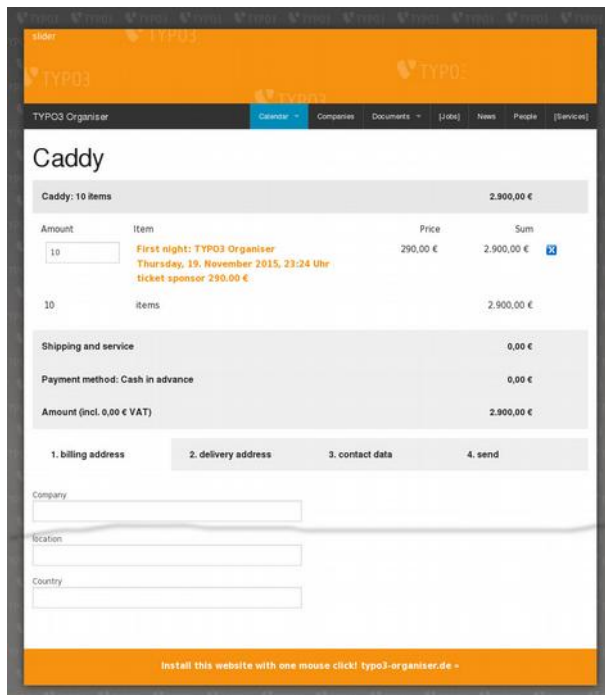 slider
TYPO3
TYPO3
TYPO3
TYPO3
TYPO3 Organiser Calendar Companies Documents [Jobs] News People [Services]
Caddy
Caddy: 10 items 2.900,00 €
Amount Item Price Sum
10 First night: TYPO3 Organiser 290,00 € 2.900,00 €
Thursday, 19. November 2015, 23:24 Uhr
ticket sponsor 290.00 €
10 items 2.900,00 €
Shipping and service 0,00 €
Payment method: Cash in advance 0,00 €
Amount (incl. 0,00 € VAT) 2.900,00 €
1. billing address 2. delivery address 3. contact data 4. send
Company
location
Country
Install this website with one mouse click! typo3-organiser.de »